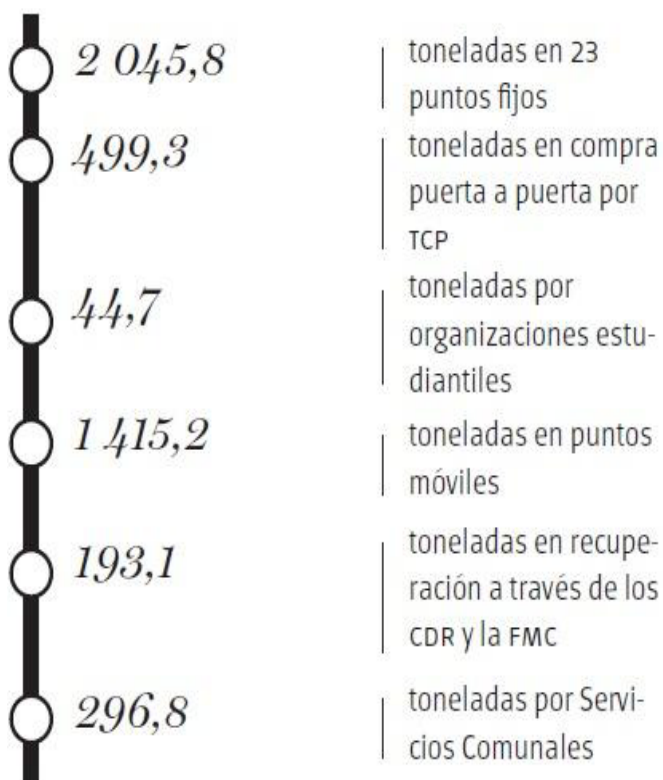 2 045,8
toneladas en 23
puntos fijos
499,3
toneladas en compra
puerta a puerta por
TCP
44,7
toneladas por
organizaciones estu-
diantiles
1 415,2
toneladas en puntos
móviles
193,1
toneladas en recupe-
ración a través de los
CDR y la FMC
296,8
toneladas por Servi-
cios Comunales